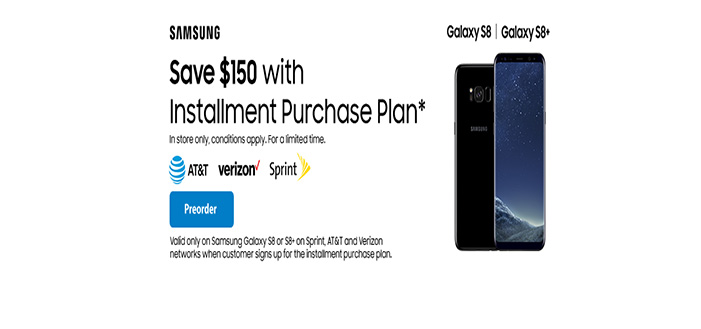 SAMSUNG
Galaxy S8 | Galaxy S8+
Save $150 with
Installment Purchase Plan*
In store only, conditions apply. For a limited time.
AT&T verizon Sprint
Preorder
Valid only on Samsung Galaxy S8 or S8+ on Sprint, AT&T and Verizon
networks when customer signs up for the installment purchase plan.
SAMSUNG